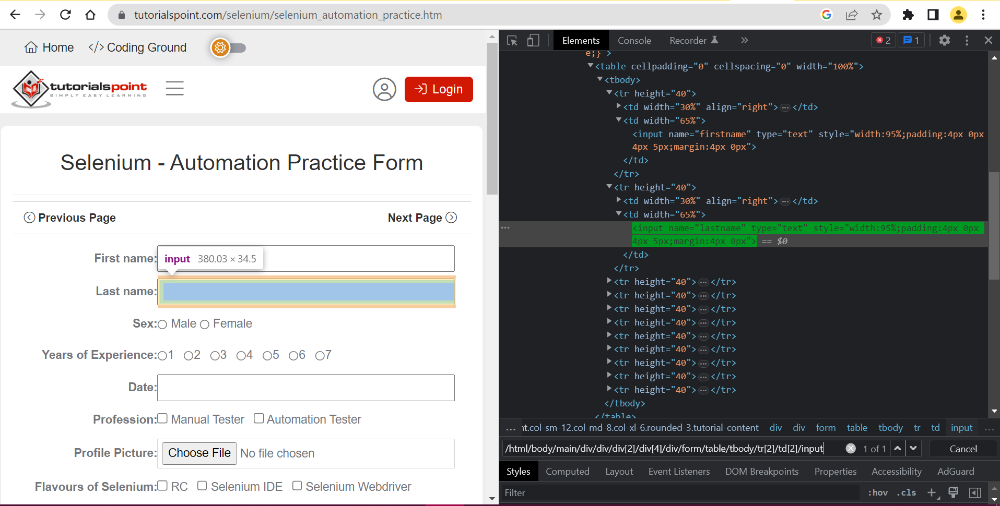 tutorialspoint.com/selenium/selenium_automation_practice.htm
Home </> Coding Ground
tutorialspoint
SIMPLY EASY LEARNING
Login
Selenium - Automation Practice Form
Previous Page
Next Page
First name:
input 380.03 × 34.5
Last name:
Sex: Male Female
Years of Experience: 1 2 3 4 5 6 7
Date:
Profession: Manual Tester Automation Tester
Profile Picture: Choose File No file chosen
Flavours of Selenium: RC Selenium IDE Selenium Webdriver
Elements Console Recorder » 2 1
e;} >
<table cellpadding="0" cellspacing="0" width="100%">
<tbody>
<tr height="40">
<td width="30%" align="right">…</td>
<td width="65%">
<input name="firstname" type="text" style="width:95%;padding:4px 0px
4px 5px;margin:4px 0px">
</td>
</tr>
<tr height="40">
<td width="30%" align="right">…</td>
<td width="65%">
<input name="lastname" type="text" style="width:95%;padding:4px 0px
4px 5px;margin:4px 0px"> == $0
</td>
</tr>
<tr height="40">…</tr>
<tr height="40">…</tr>
<tr height="40">…</tr>
<tr height="40">…</tr>
<tr height="40">…</tr>
<tr height="40">…</tr>
<tr height="40">…</tr>
<tr height="40">…</tr>
<tr height="40">…</tr>
</tbody>
</table>
... nt.col-sm-12.col-md-8.col-xl-6.rounded-3.tutorial-content div div form table tbody tr td input ...
/html/body/main/div/div/div[2]/div[4]/div/form/table/tbody/tr[2]/td[2]/input 1 of 1 Cancel
Styles Computed Layout Event Listeners DOM Breakpoints Properties Accessibility AdGuard
Filter :hov .cls